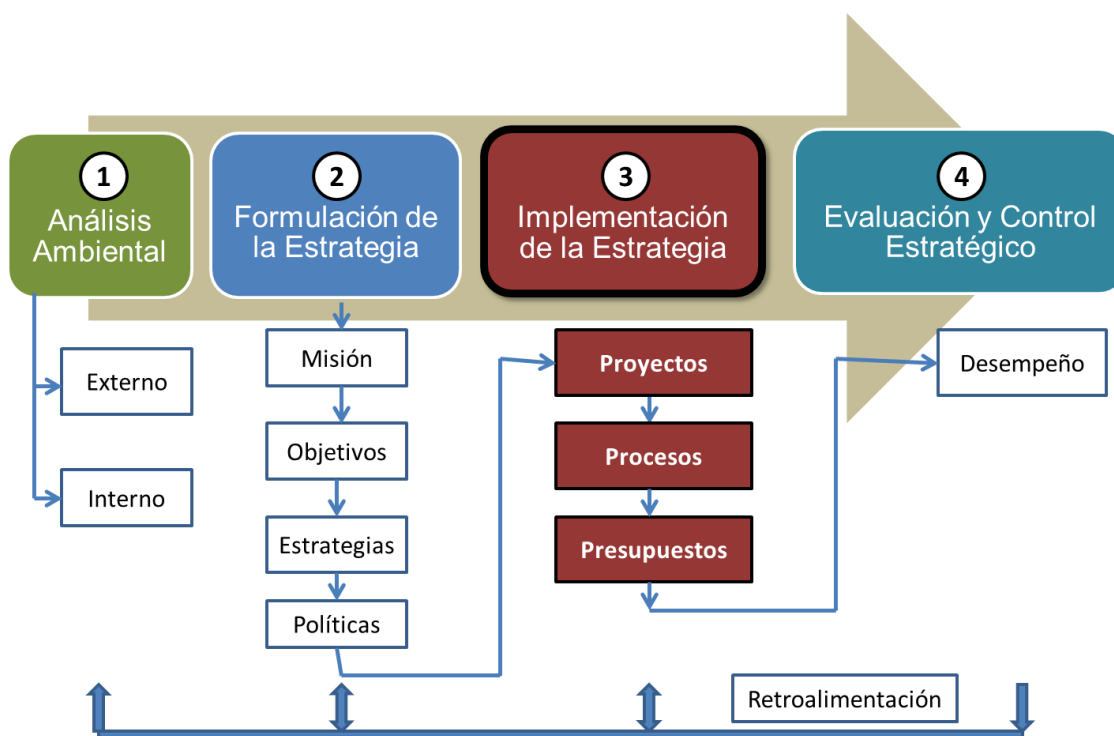 1
Análisis
Ambiental
2
Formulación de
la Estrategia
3
Implementación
de la Estrategia
4
Evaluación y Control
Estratégico
Externo
Interno
Misión
Objetivos
Estrategias
Políticas
Proyectos
Procesos
Presupuestos
Desempeño
Retroalimentación